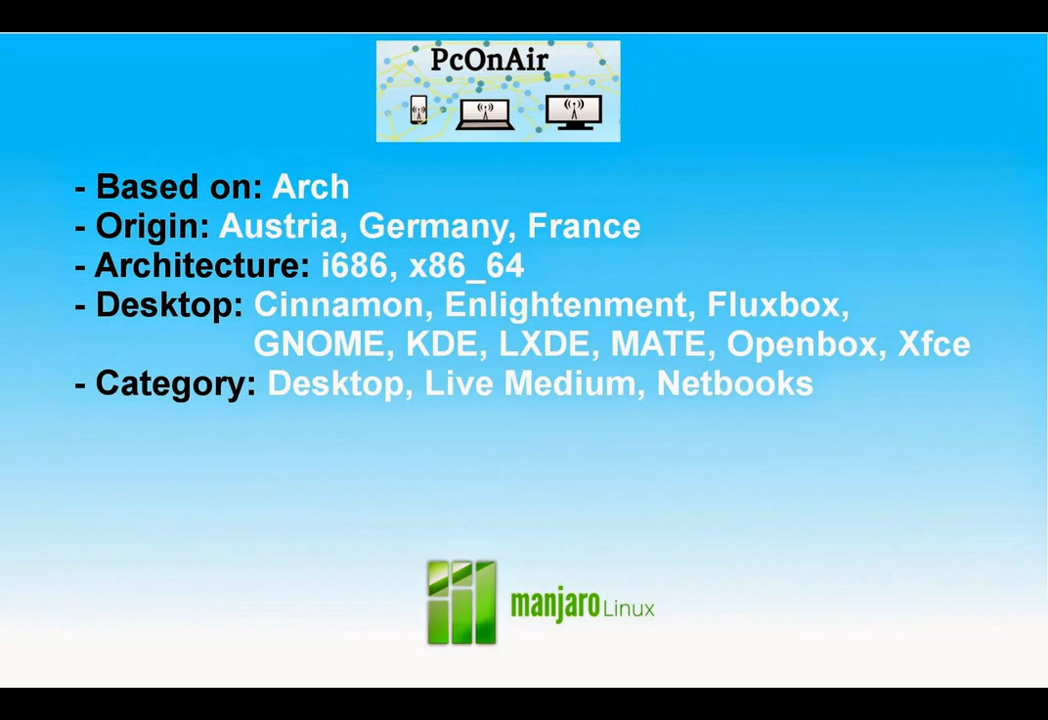 PcOnAir
- Based on: Arch
- Origin: Austria, Germany, France
- Architecture: i686, x86_64
- Desktop: Cinnamon, Enlightenment, Fluxbox,
GNOME, KDE, LXDE, MATE, Openbox, Xfce
- Category: Desktop, Live Medium, Netbooks
manjaro Linux